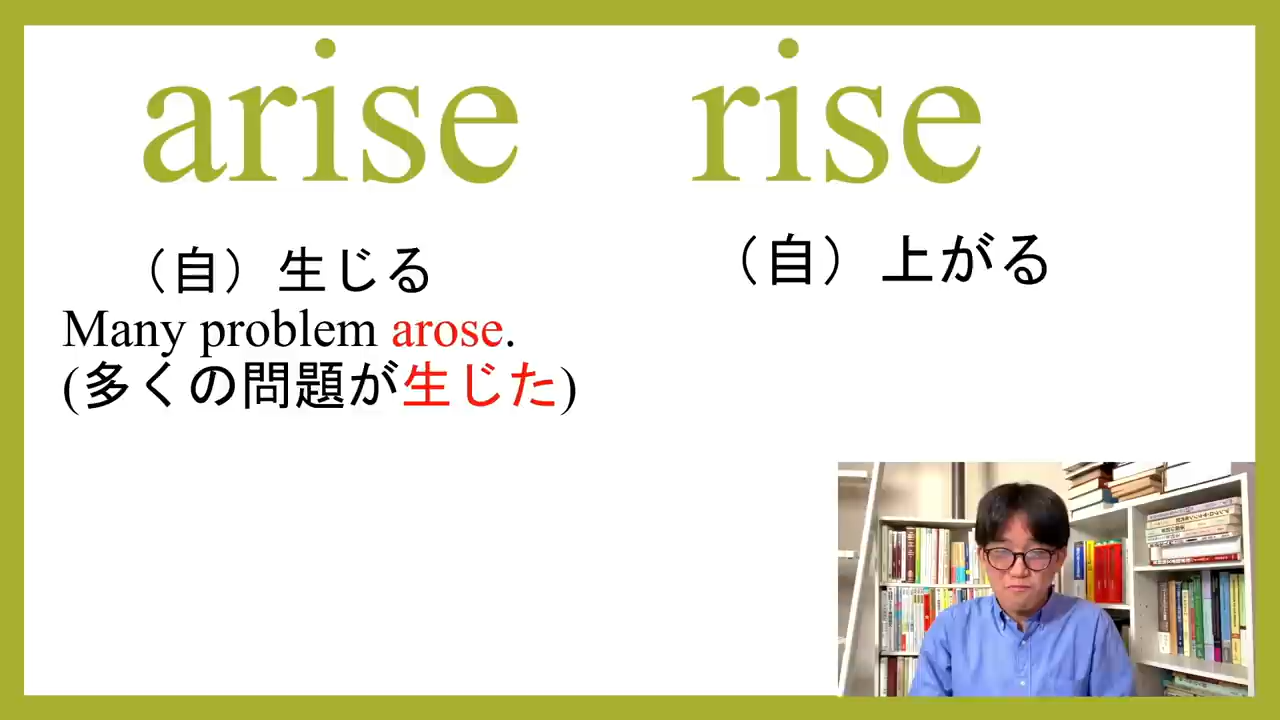 arise
（自）生じる
Many problem arose.
(多くの問題が生じた)
rise
（自）上がる